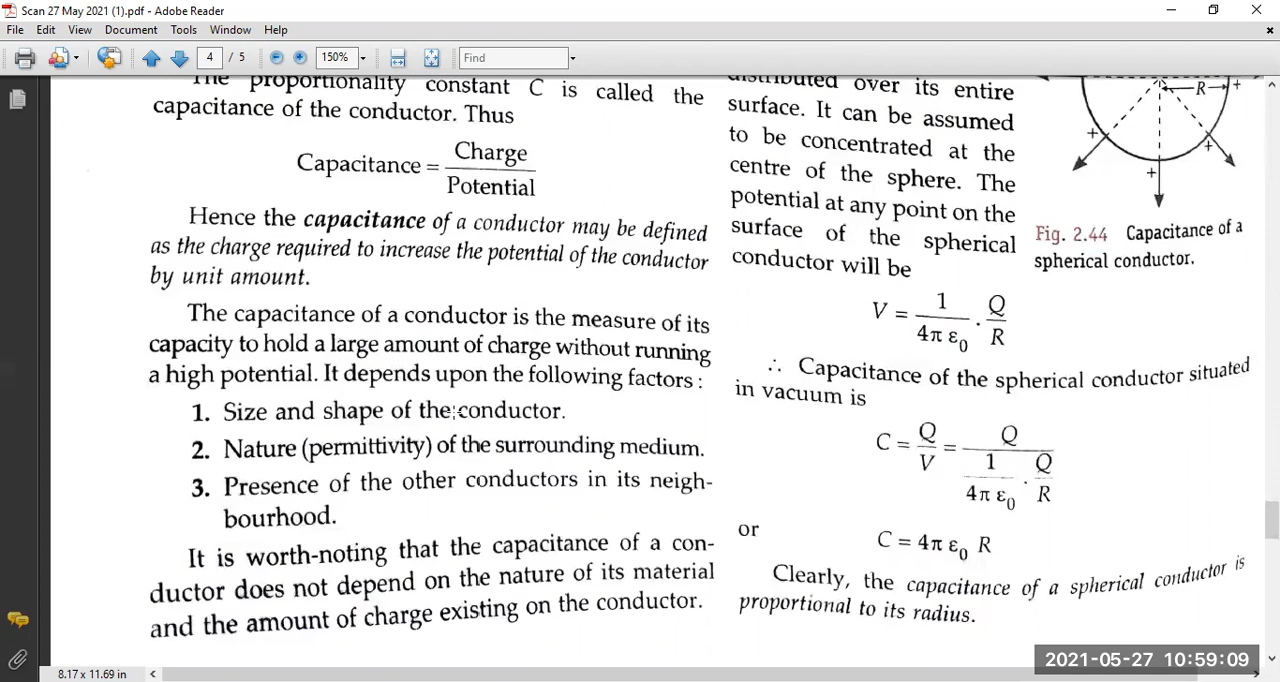 Scan 27 May 2021 (1).pdf - Adobe Reader
File Edit View Document Tools Window Help
4 / 5 150% Find
The proportionality constant C is called the
capacitance of the conductor. Thus
Capacitance = Charge / Potential
Hence the capacitance of a conductor may be defined
as the charge required to increase the potential of the conductor
by unit amount.
The capacitance of a conductor is the measure of its
capacity to hold a large amount of charge without running
a high potential. It depends upon the following factors :
1. Size and shape of the conductor.
2. Nature (permittivity) of the surrounding medium.
3. Presence of the other conductors in its neigh-
bourhood.
It is worth-noting that the capacitance of a con-
ductor does not depend on the nature of its material
and the amount of charge existing on the conductor.
distributed over its entire
surface. It can be assumed
to be concentrated at the
centre of the sphere. The
potential at any point on the
surface of the spherical
conductor will be
R
+
+
+
+
Fig. 2.44 Capacitance of a
spherical conductor.
V = 1 / 4π ε₀ · Q / R
∴ Capacitance of the spherical conductor situated
in vacuum is
C = Q / V = Q / (1 / 4π ε₀ · Q / R)
or
C = 4π ε₀ R
Clearly, the capacitance of a spherical conductor is
proportional to its radius.
2021-05-27 10:59:09
8.17 x 11.69 in